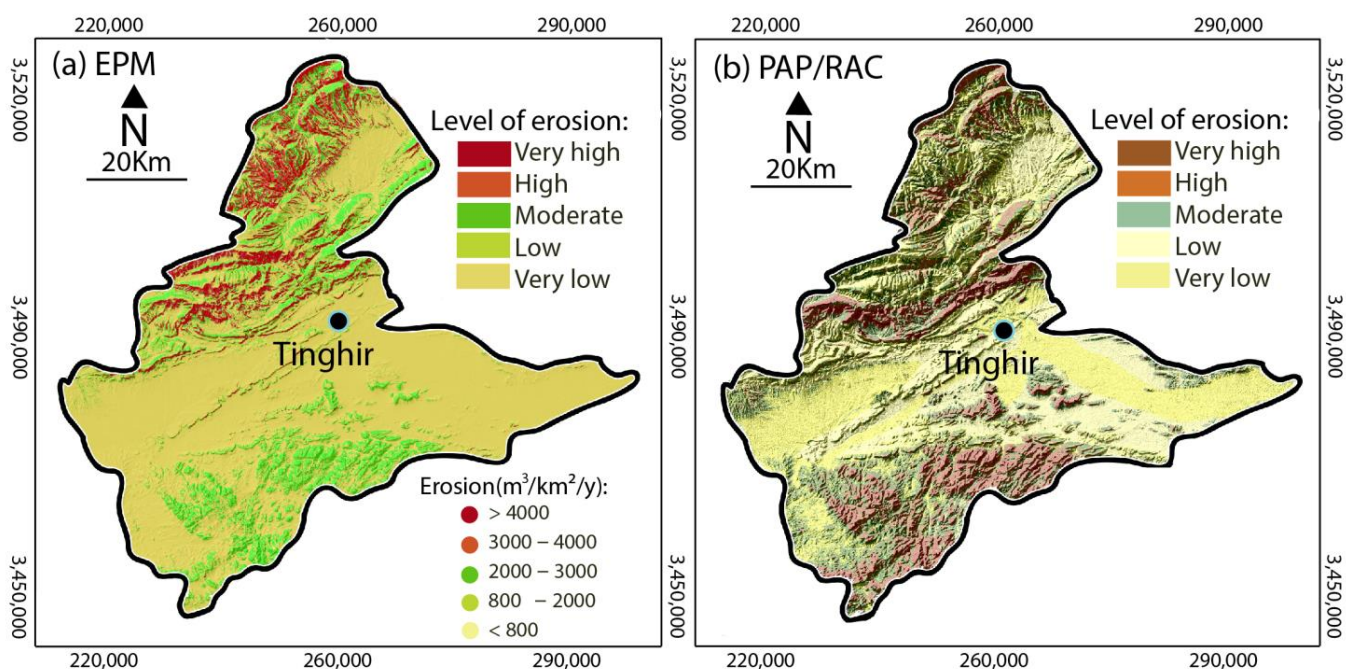 220,000 260,000 290,000
(a) EPM
N
20Km
Level of erosion:
Very high
High
Moderate
Low
Very low
Tinghir
Erosion(m³/km²/y):
> 4000
3000 – 4000
2000 – 3000
800 – 2000
< 800
3,520,000
3,490,000
3,450,000
220,000 260,000 290,000
220,000 260,000 290,000
(b) PAP/RAC
N
20Km
Level of erosion:
Very high
High
Moderate
Low
Very low
Tinghir
3,520,000
3,490,000
3,450,000
220,000 260,000 290,000